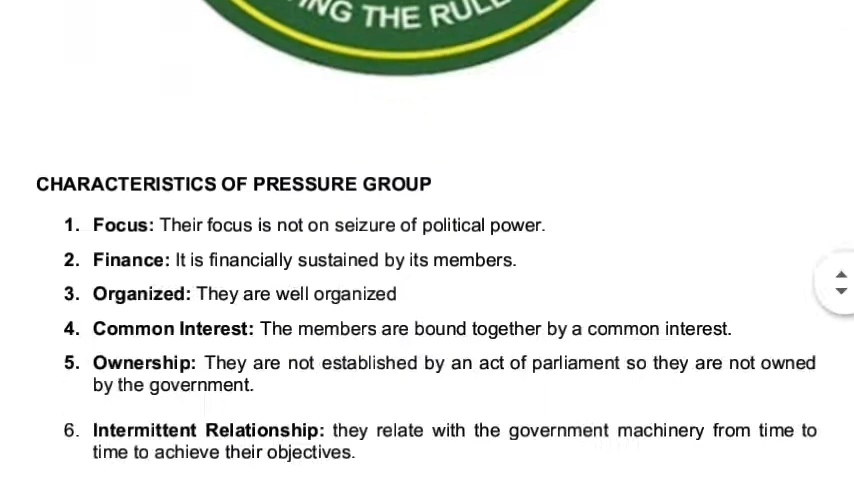 ING THE RULE
CHARACTERISTICS OF PRESSURE GROUP
1. Focus: Their focus is not on seizure of political power.
2. Finance: It is financially sustained by its members.
3. Organized: They are well organized
4. Common Interest: The members are bound together by a common interest.
5. Ownership: They are not established by an act of parliament so they are not owned
by the government.
6. Intermittent Relationship: they relate with the government machinery from time to
time to achieve their objectives.